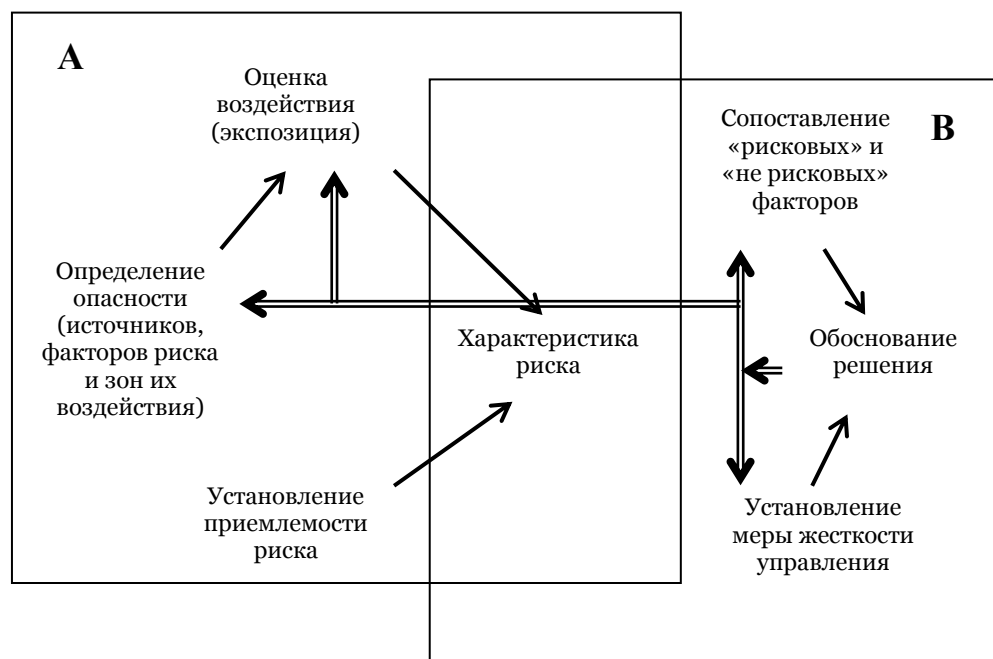 А
Оценка
воздействия
(экспозиция)
В
Сопоставление
«рисковых» и
«не рисковых»
факторов
Определение
опасности
(источников,
факторов риска
и зон их
воздействия)
Характеристика
риска
Обоснование
решения
Установление
приемлемости
риска
Установление
меры жесткости
управления